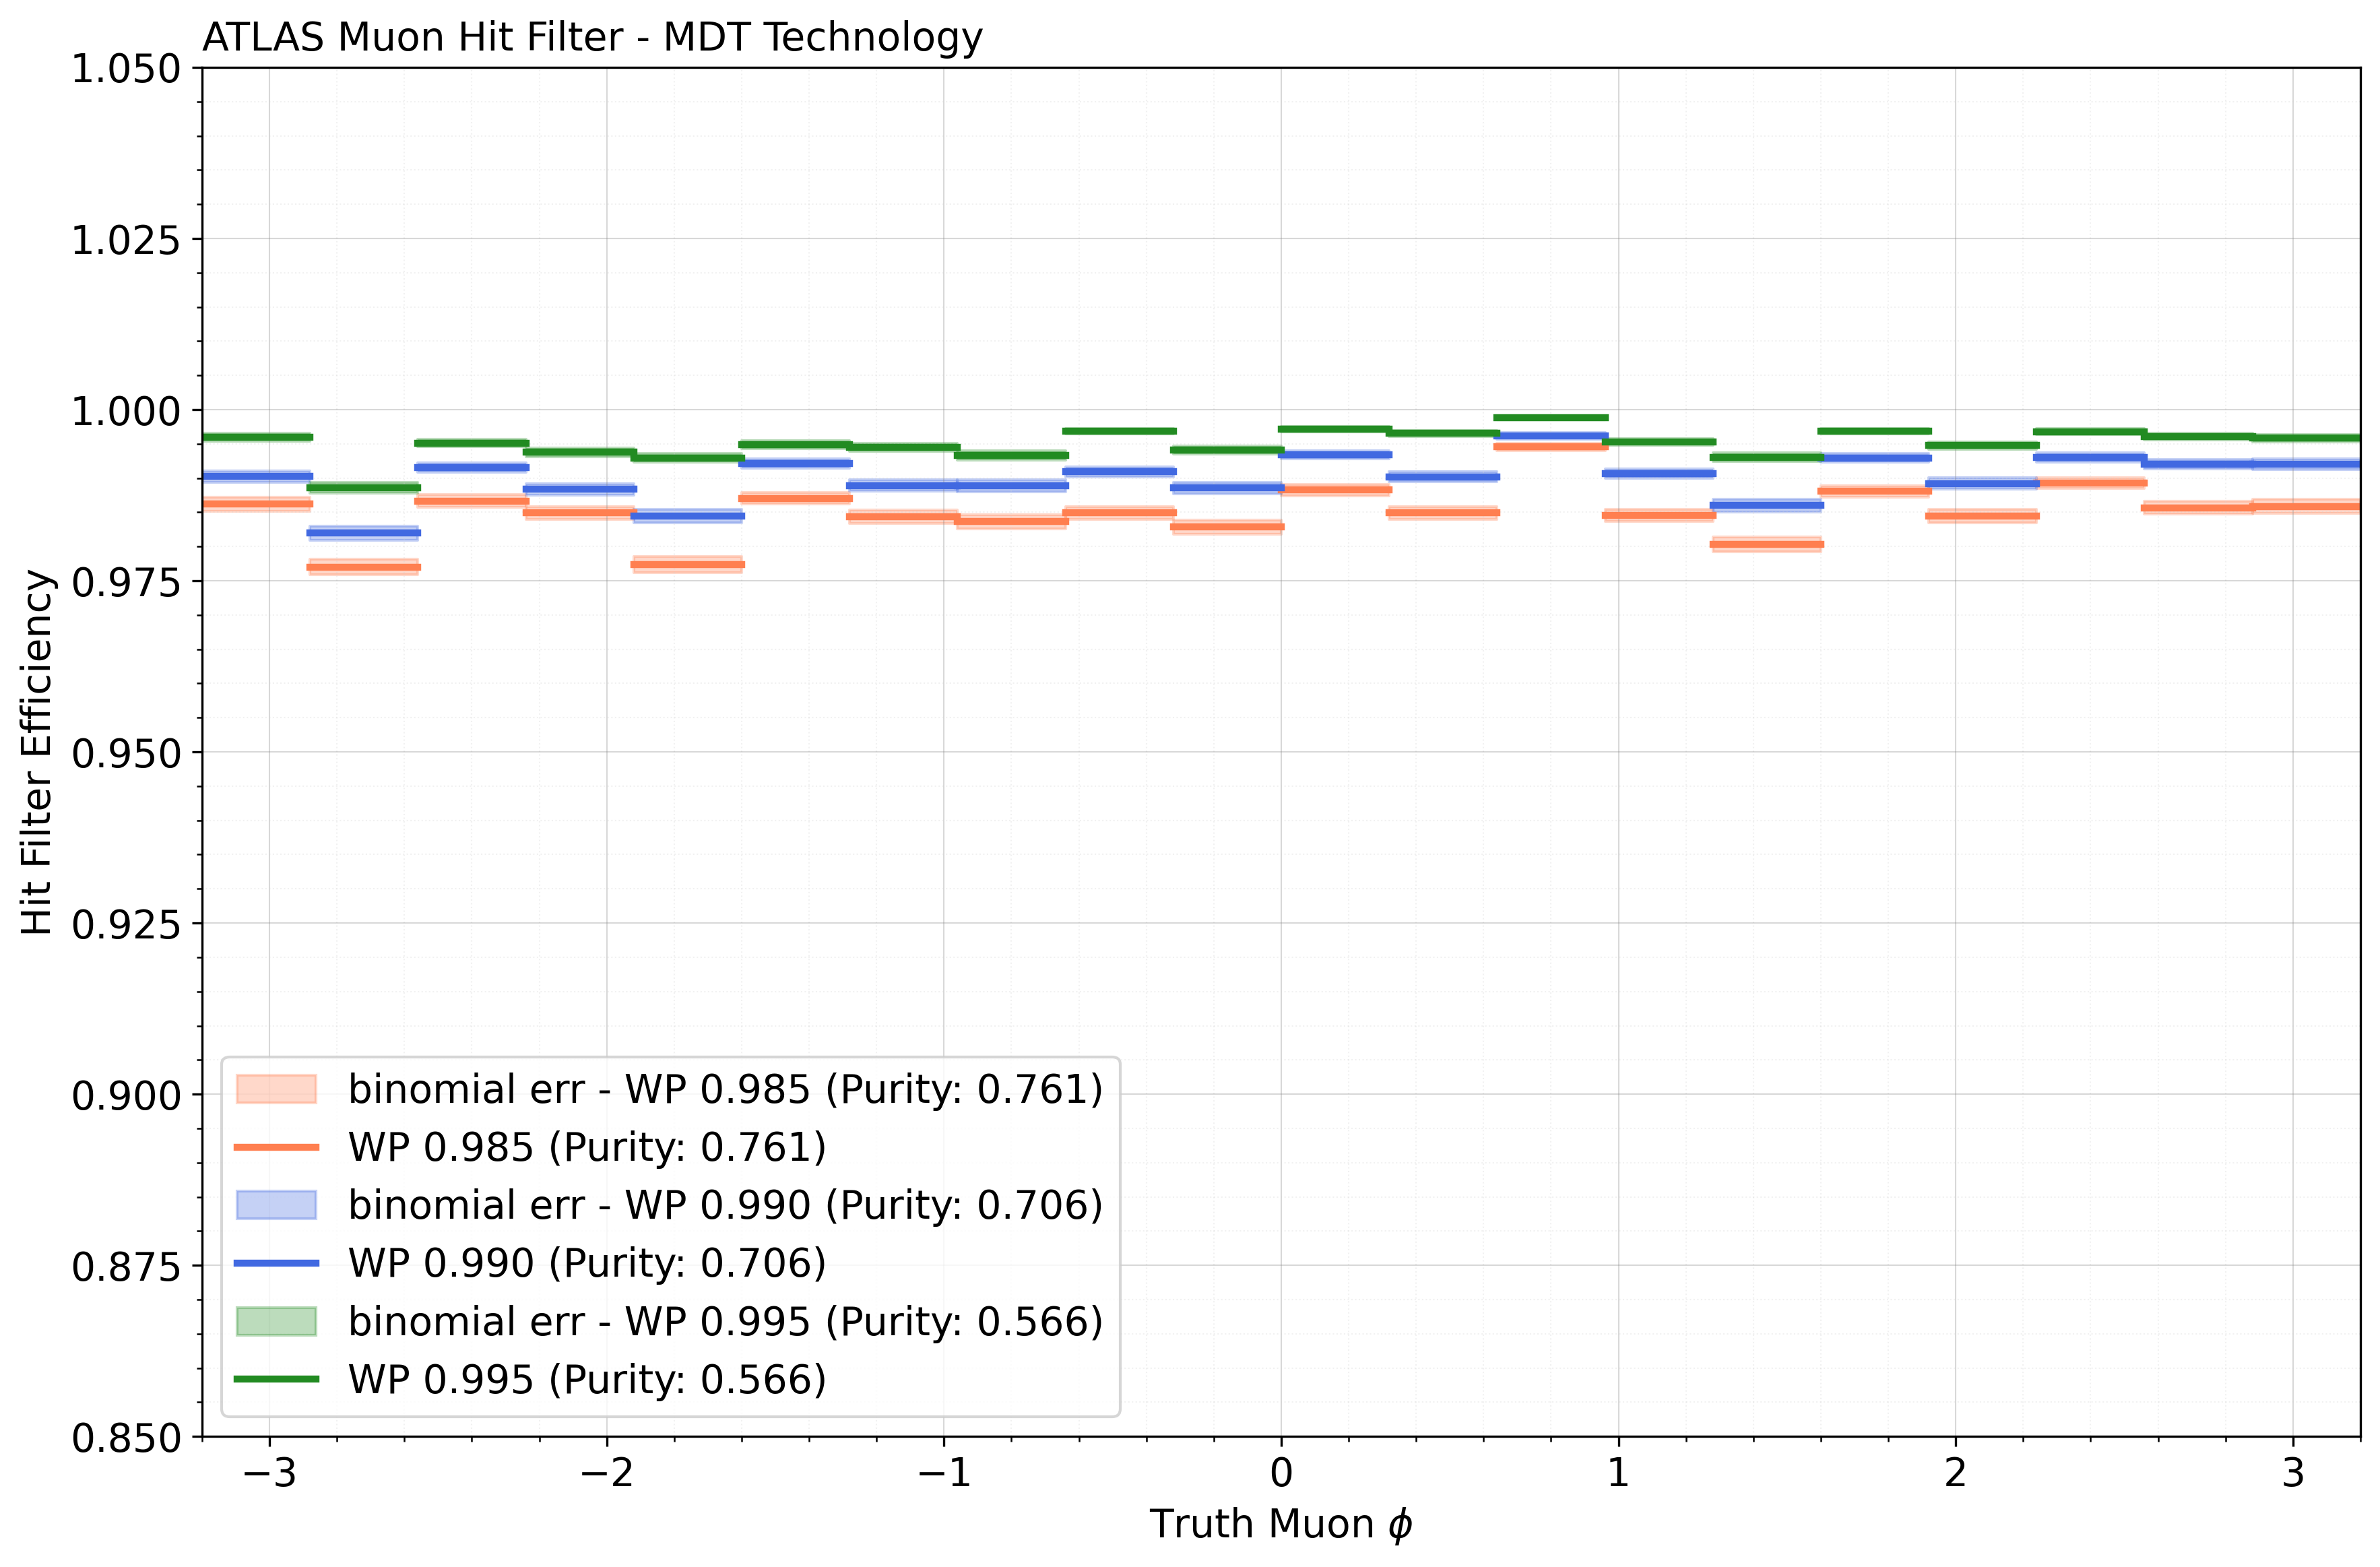 ATLAS Muon Hit Filter - MDT Technology
1.050
1.025
1.000
0.975
0.950
0.925
0.900
0.875
0.850
Hit Filter Efficiency
binomial err - WP 0.985 (Purity: 0.761)
WP 0.985 (Purity: 0.761)
binomial err - WP 0.990 (Purity: 0.706)
WP 0.990 (Purity: 0.706)
binomial err - WP 0.995 (Purity: 0.566)
WP 0.995 (Purity: 0.566)
−3 −2 −1 0 1 2 3
Truth Muon ϕ